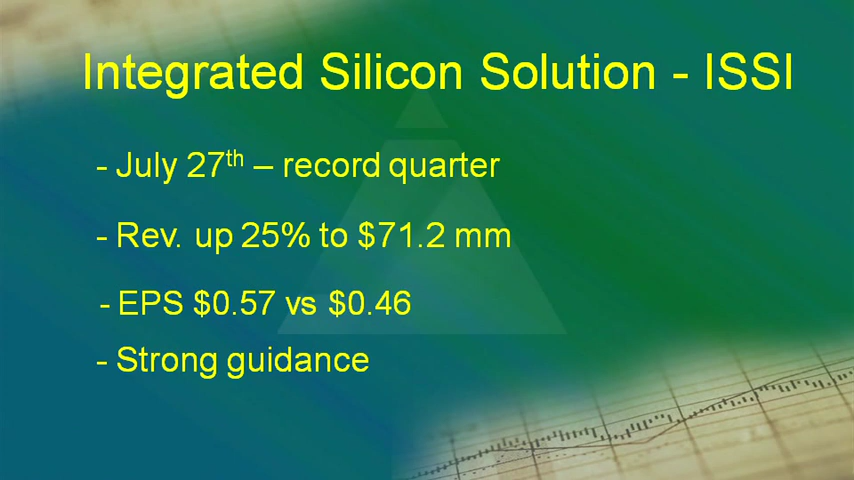 Integrated Silicon Solution - ISSI
- July 27th – record quarter
- Rev. up 25% to $71.2 mm
- EPS $0.57 vs $0.46
- Strong guidance